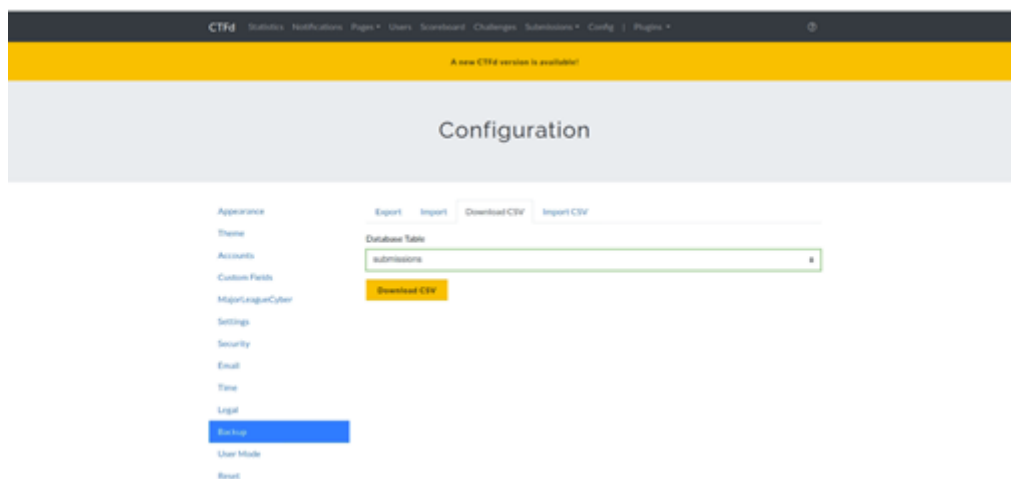 CTFd Statistics Notifications Pages Users Scoreboard Challenges Submissions Config | Plugins
A new CTFd version is available!
Configuration
Appearance
Theme
Accounts
Custom Fields
MajorLeagueCyber
Settings
Security
Email
Time
Legal
Backup
User Mode
Reset
Export Import Download CSV Import CSV
Database Table
submissions
Download CSV